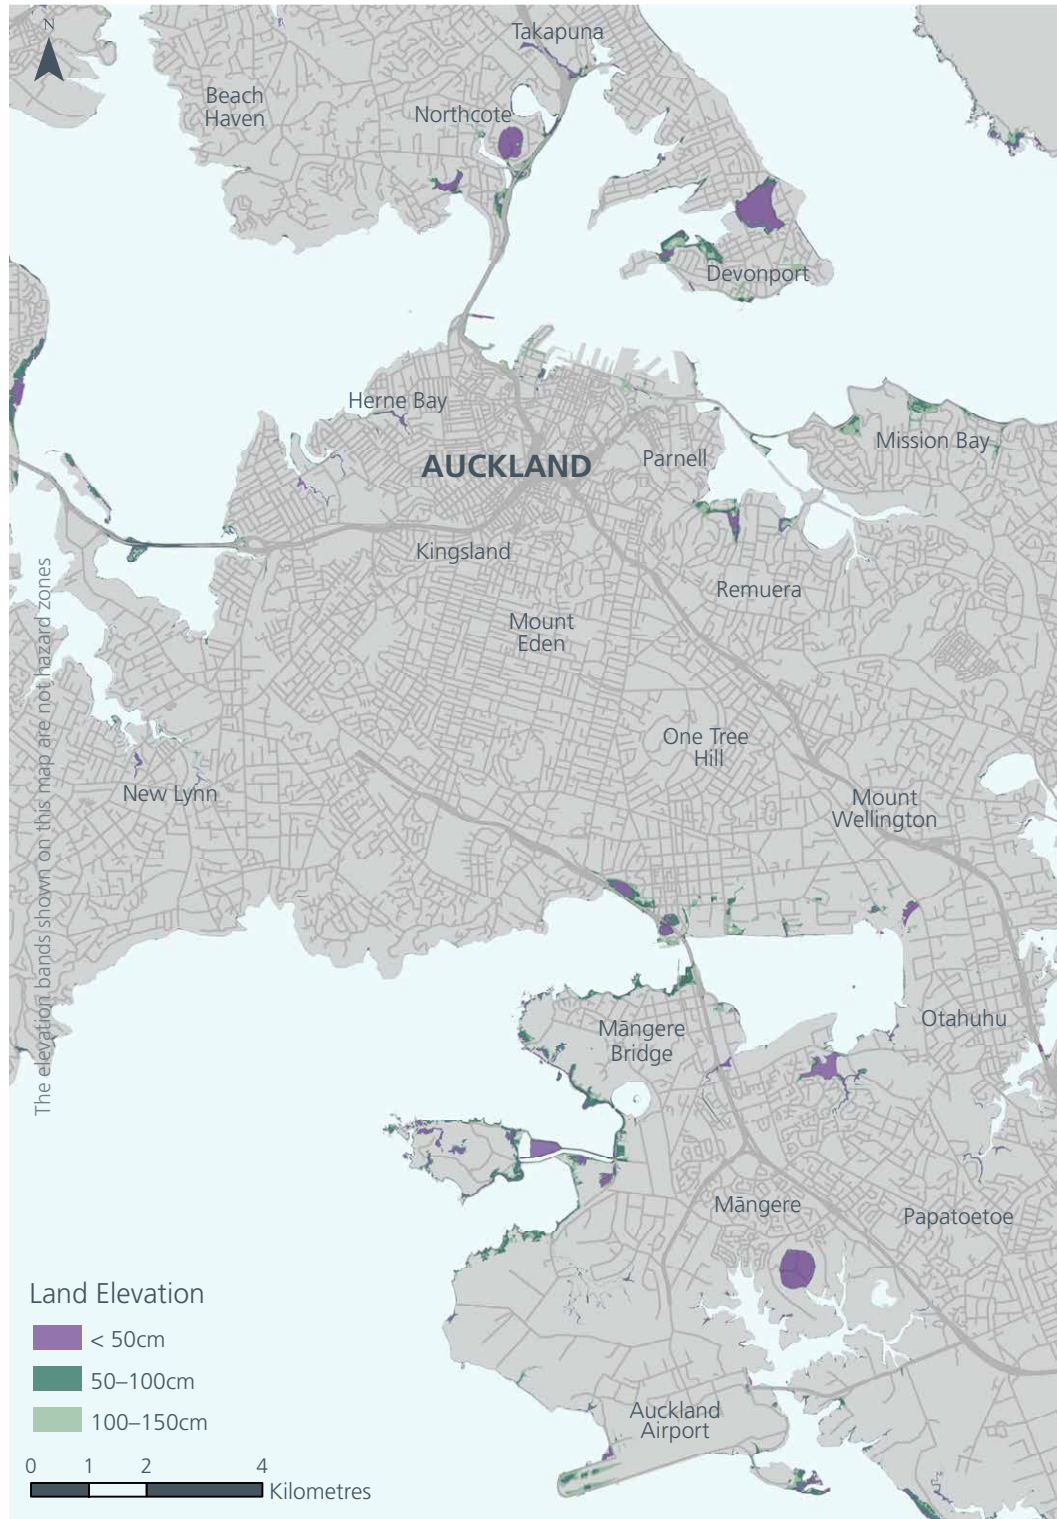 N
Takapuna
Beach
Haven
Northcote
Devonport
Herne Bay
AUCKLAND
Parnell
Mission Bay
Kingsland
Remuera
Mount
Eden
One Tree
Hill
New Lynn
Mount
Wellington
The elevation bands shown on this map are not hazard zones
Otahuhu
Māngere
Bridge
Māngere
Papatoetoe
Auckland
Airport
Land Elevation
< 50cm
50–100cm
100–150cm
0 1 2 4
Kilometres